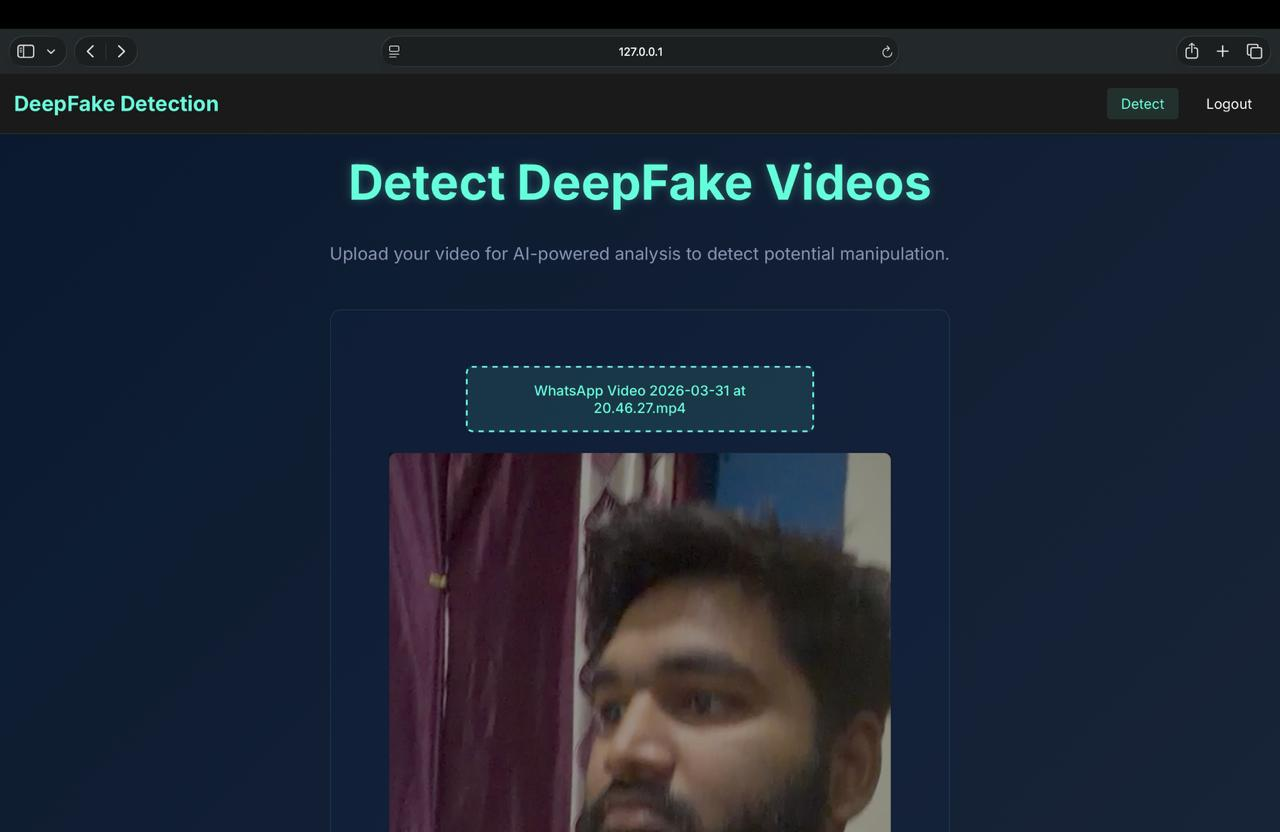 127.0.0.1
DeepFake Detection
Detect
Logout
Detect DeepFake Videos
Upload your video for AI-powered analysis to detect potential manipulation.
WhatsApp Video 2026-03-31 at
20.46.27.mp4